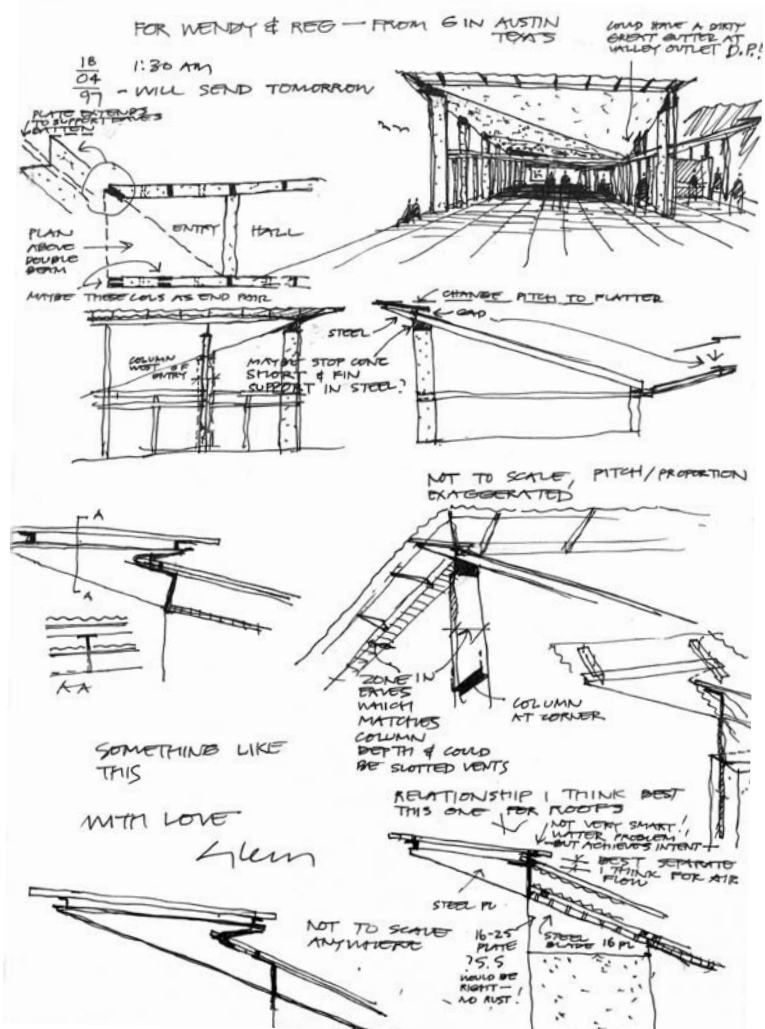 FOR WENDY & REG — FROM G IN AUSTIN
TEXAS
COULD HAVE A DIRTY
GREAT GUTTER AT
VALLEY OUTLET D.P.!
18
04
97
1:30 AM
- WILL SEND TOMORROW
PLATE EXTENDS
TO SUPPORT EAVES
BATTEN
ENTRY
HALL
PLAN
ABOVE
DOUBLE
BEAM
MAYBE THESE COLS AS END PAIR
COLUMN
WEST OF
ENTRY
CHANGE PITCH TO FLATTER
GAP
STEEL
MAYBE STOP CONC
SHORT & FIN
SUPPORT IN STEEL?
NOT TO SCALE, PITCH/PROPORTION
EXAGGERATED
A
A
AA
ZONE IN
EAVES
WHICH
MATCHES
COLUMN
DEPTH & COULD
BE SLOTTED VENTS
COLUMN
AT CORNER
SOMETHING LIKE
THIS
WITH LOVE
Glenn
RELATIONSHIP I THINK BEST
THIS ONE FOR ROOFS
NOT VERY SMART!
WATER PROBLEM!
BUT ACHIEVES INTENT—
BEST SEPARATE
I THINK FOR AIR
FLOW
STEEL PL
NOT TO SCALE
ANYWHERE
16-25
PLATE
? S.S
WOULD BE
RIGHT—
NO RUST!
STEEL
BLADE 16 PL